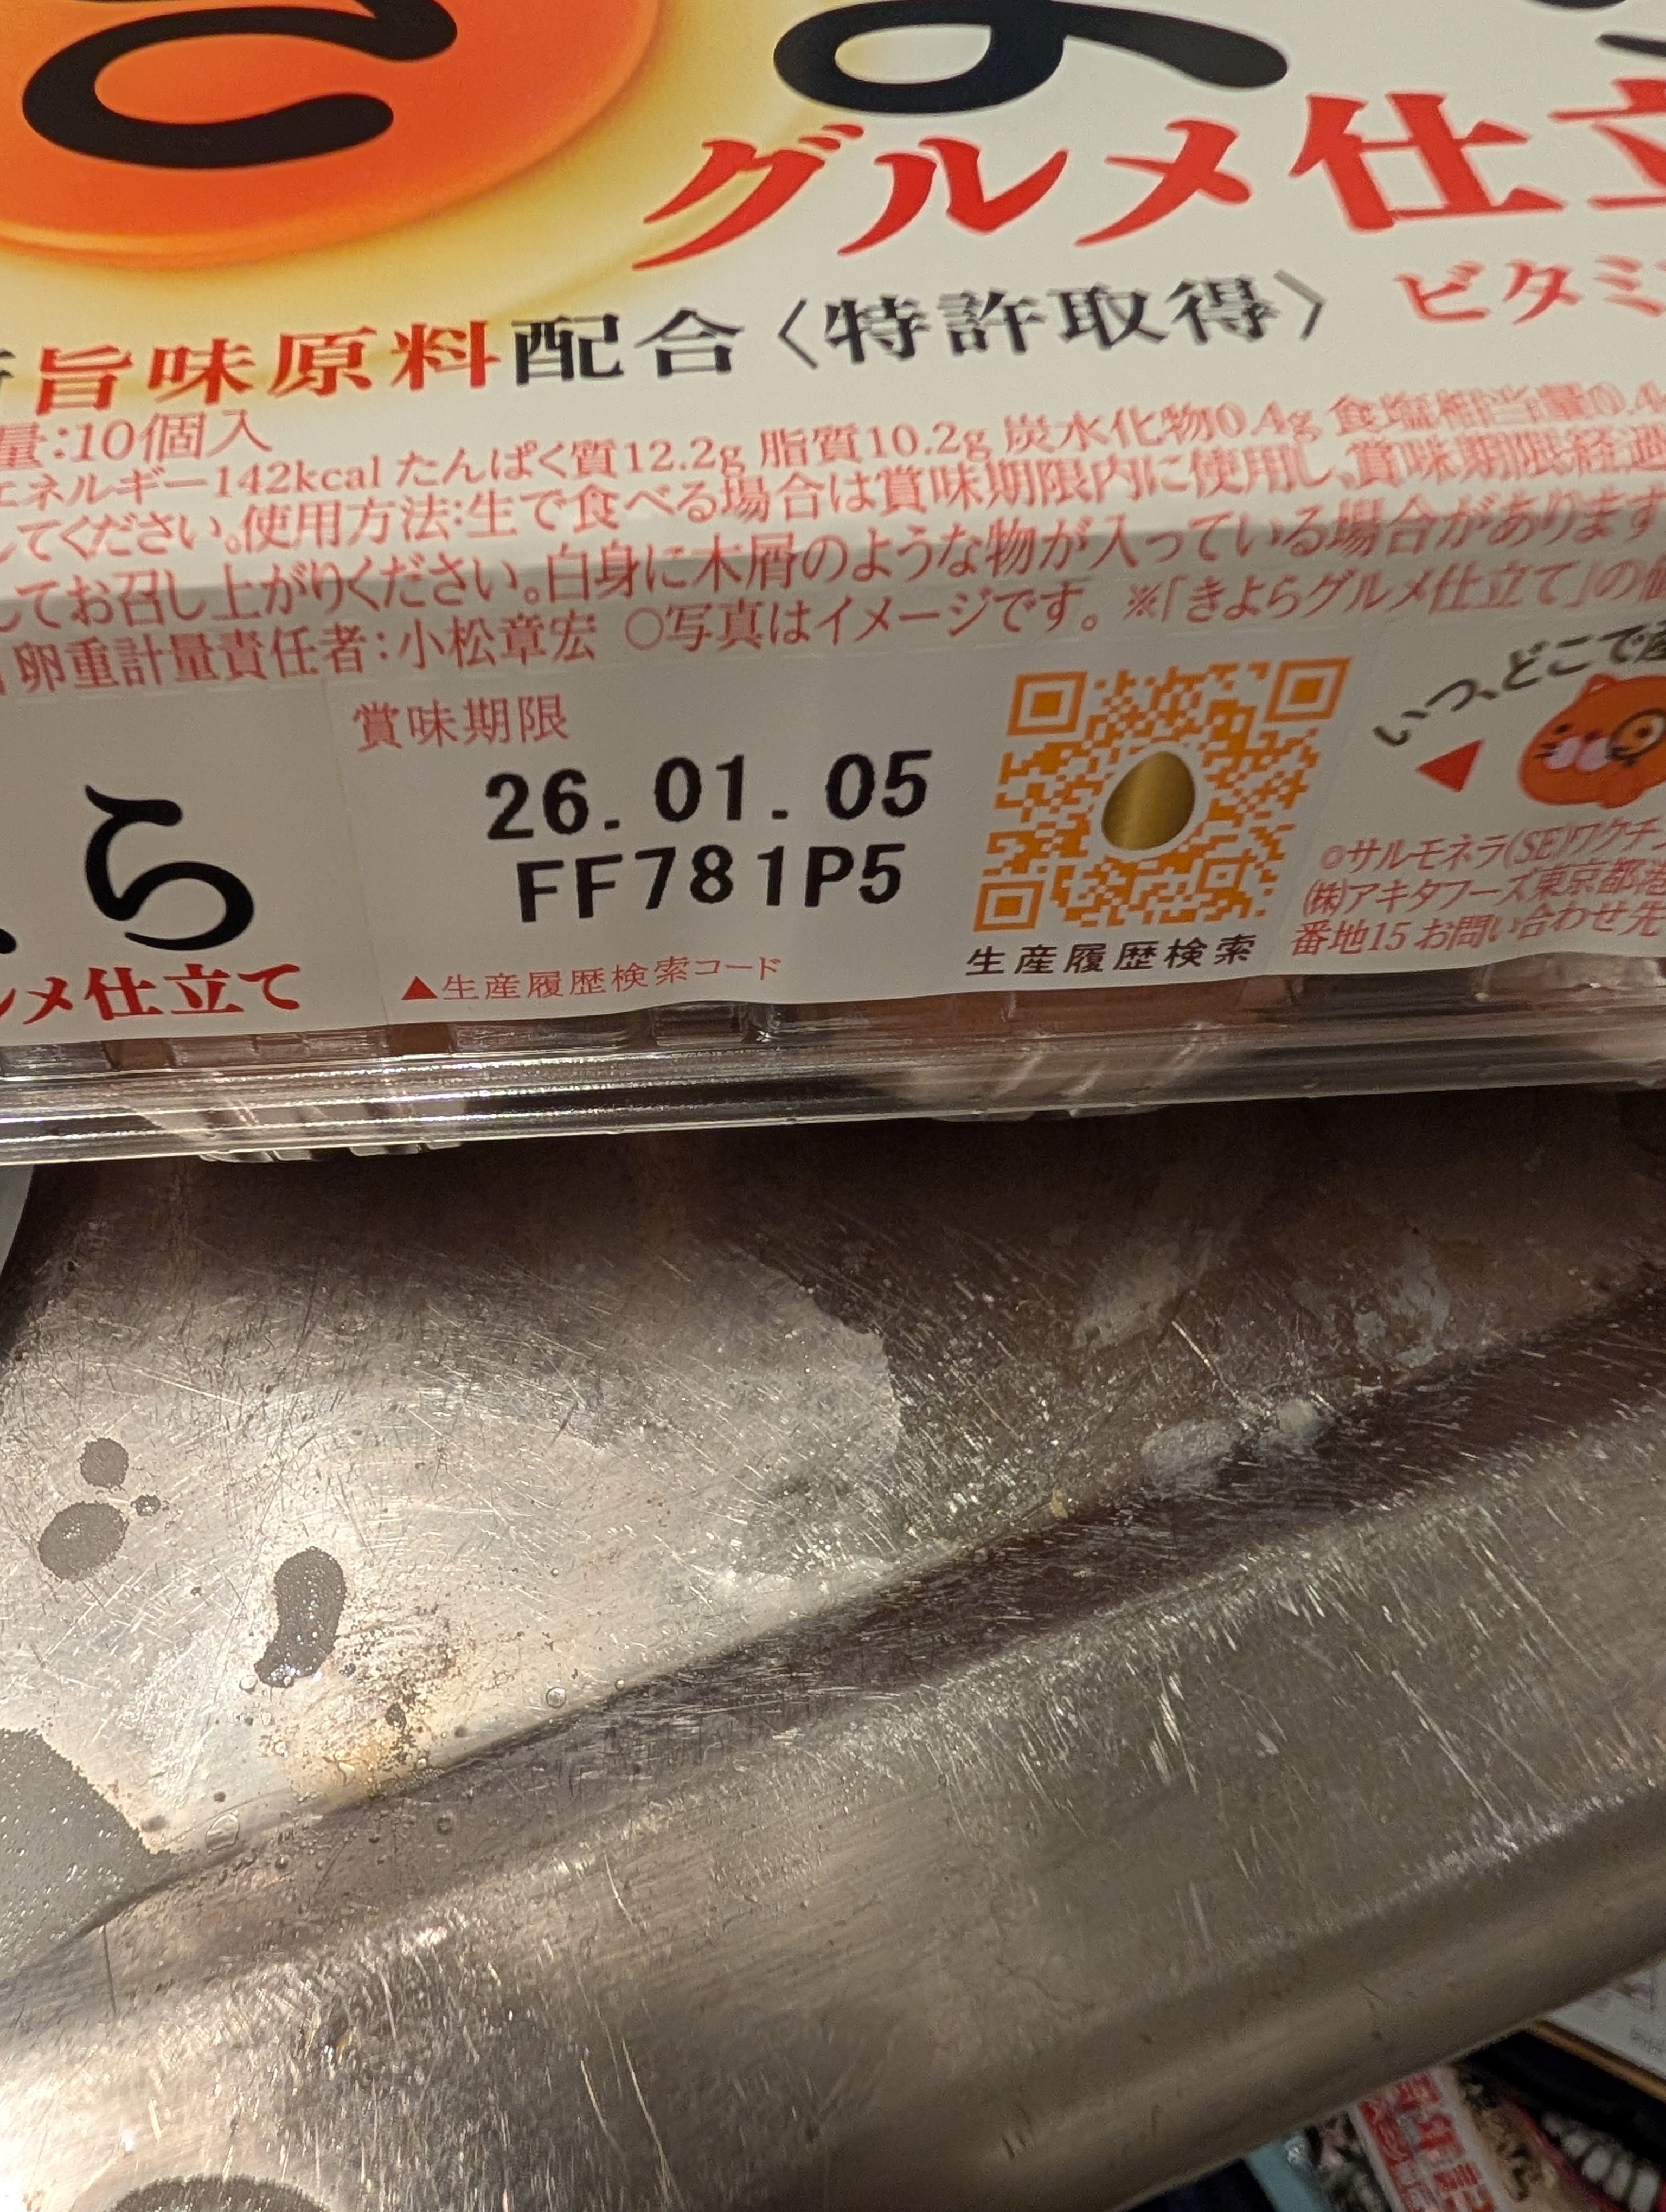 き よ
グルメ仕立
旨味原料配合〈特許取得〉 ビタミ
量:10個入
エネルギー142kcal たんぱく質12.2g 脂質10.2g 炭水化物0.4g 食塩相当量0.4
してください。使用方法:生で食べる場合は賞味期限内に使用し、賞味期限経過
してお召し上がりください。白身に木屑のような物が入っている場合があります
卵重計量責任者:小松章宏 ○写真はイメージです。※「きよらグルメ仕立て」の個
ら
ルメ仕立て
賞味期限
26.01.05
FF781P5
▲生産履歴検索コード
生産履歴検索
いつ、どこで産
◎サルモネラ(SE)ワクチン
(株)アキタフーズ東京都港
番地15 お問い合わせ先